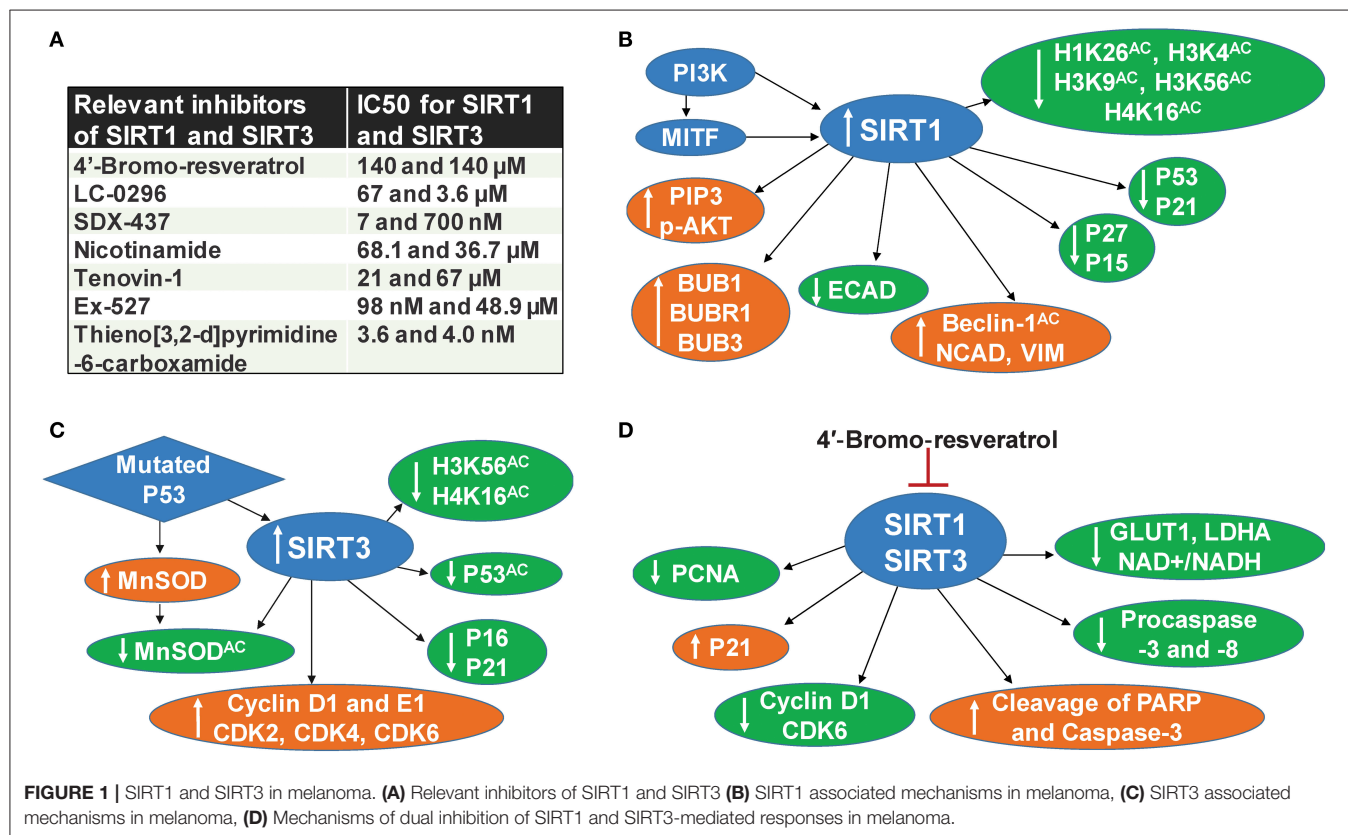 A
Relevant inhibitors of SIRT1 and SIRT3
IC50 for SIRT1 and SIRT3
4’-Bromo-resveratrol 140 and 140 µM
LC-0296 67 and 3.6 µM
SDX-437 7 and 700 nM
Nicotinamide 68.1 and 36.7 µM
Tenovin-1 21 and 67 µM
Ex-527 98 nM and 48.9 µM
Thieno[3,2-d]pyrimidine 3.6 and 4.0 nM
-6-carboxamide
B
PI3K
MITF
↑ SIRT1
↓ H1K26ᴬᶜ, H3K4ᴬᶜ
H3K9ᴬᶜ, H3K56ᴬᶜ
H4K16ᴬᶜ
↓ P53
P21
↓ P27
P15
↑ PIP3
p-AKT
↑ BUB1
BUBR1
BUB3
↓ ECAD
↑ Beclin-1ᴬᶜ
NCAD, VIM
C
Mutated
P53
↑ SIRT3
↓ H3K56ᴬᶜ
H4K16ᴬᶜ
↑ MnSOD
↓ P53ᴬᶜ
↓ MnSODᴬᶜ
↓ P16
P21
↑ Cyclin D1 and E1
CDK2, CDK4, CDK6
D
4′-Bromo-resveratrol
SIRT1
SIRT3
↓ GLUT1, LDHA
NAD+/NADH
↓ PCNA
↑ P21
↓ Procaspase
-3 and -8
↓ Cyclin D1
CDK6
↑ Cleavage of PARP
and Caspase-3
FIGURE 1 | SIRT1 and SIRT3 in melanoma. (A) Relevant inhibitors of SIRT1 and SIRT3 (B) SIRT1 associated mechanisms in melanoma, (C) SIRT3 associated
mechanisms in melanoma, (D) Mechanisms of dual inhibition of SIRT1 and SIRT3-mediated responses in melanoma.